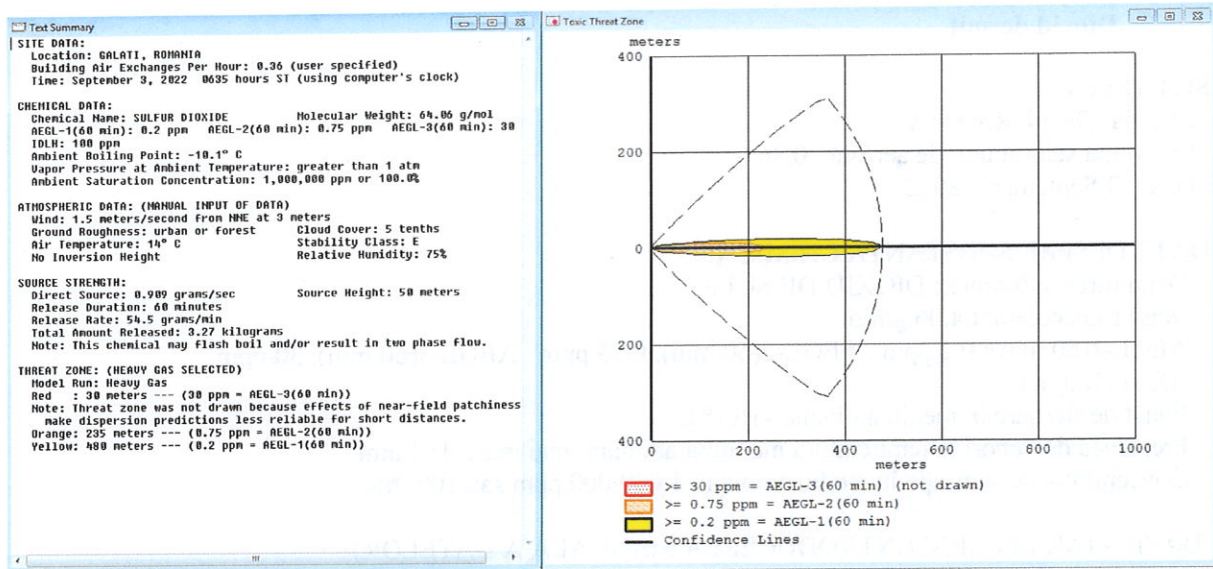 Text Summary
SITE DATA:
Location: GALATI, ROMANIA
Building Air Exchanges Per Hour: 0.36 (user specified)
Time: September 3, 2022 0635 hours ST (using computer's clock)
CHEMICAL DATA:
Chemical Name: SULFUR DIOXIDE Molecular Weight: 64.06 g/mol
AEGL-1(60 min): 0.2 ppm AEGL-2(60 min): 0.75 ppm AEGL-3(60 min): 30
IDLH: 100 ppm
Ambient Boiling Point: -10.1° C
Vapor Pressure at Ambient Temperature: greater than 1 atm
Ambient Saturation Concentration: 1,000,000 ppm or 100.0%
ATMOSPHERIC DATA: (MANUAL INPUT OF DATA)
Wind: 1.5 meters/second from NNE at 3 meters
Ground Roughness: urban or forest Cloud Cover: 5 tenths
Air Temperature: 14° C Stability Class: E
No Inversion Height Relative Humidity: 75%
SOURCE STRENGTH:
Direct Source: 0.909 grams/sec Source Height: 50 meters
Release Duration: 60 minutes
Release Rate: 54.5 grams/min
Total Amount Released: 3.27 kilograms
Note: This chemical may flash boil and/or result in two phase flow.
THREAT ZONE: (HEAVY GAS SELECTED)
Model Run: Heavy Gas
Red : 30 meters --- (30 ppm = AEGL-3(60 min))
Note: Threat zone was not drawn because effects of near-field patchiness
make dispersion predictions less reliable for short distances.
Orange: 235 meters --- (0.75 ppm = AEGL-2(60 min))
Yellow: 480 meters --- (0.2 ppm = AEGL-1(60 min))
Toxic Threat Zone
meters
400
200
0
200
400
0 200 400 600 800 1000
meters
>= 30 ppm = AEGL-3(60 min) (not drawn)
>= 0.75 ppm = AEGL-2(60 min)
>= 0.2 ppm = AEGL-1(60 min)
Confidence Lines